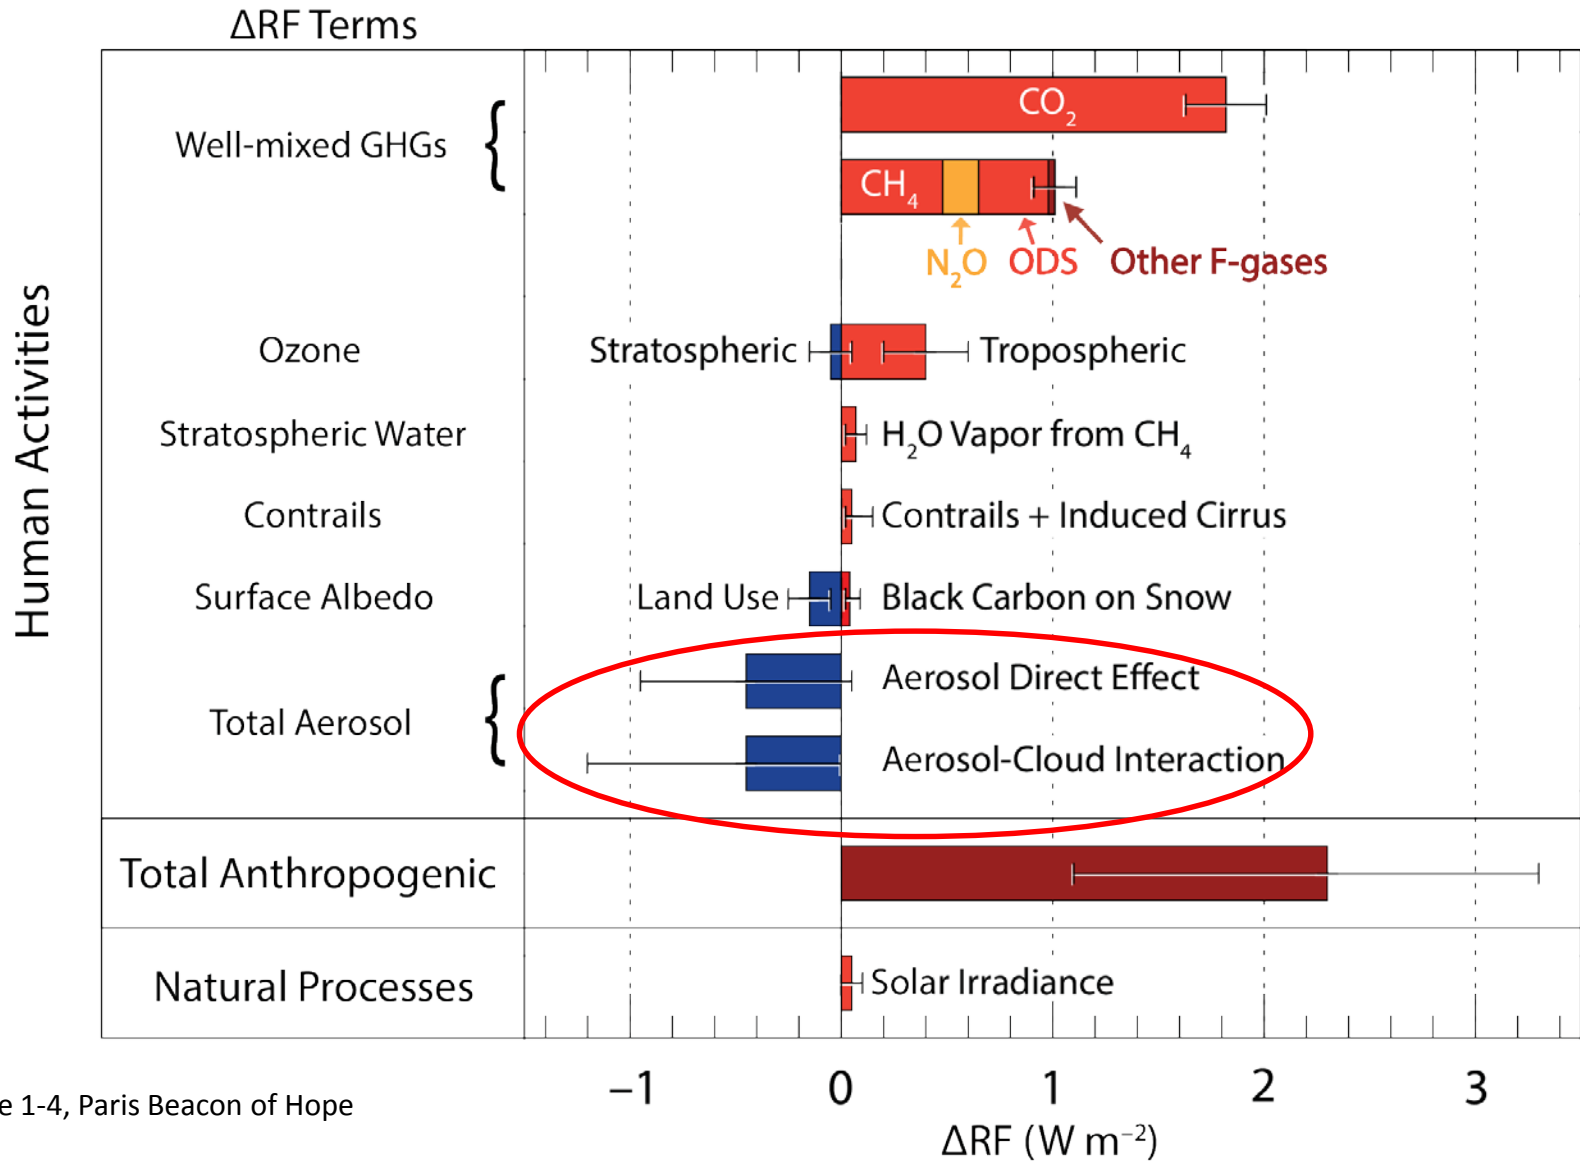 ΔRF Terms
Human Activities
Well-mixed GHGs {
CO₂
CH₄
N₂O ODS Other F-gases
Ozone Stratospheric Tropospheric
Stratospheric Water H₂O Vapor from CH₄
Contrails Contrails + Induced Cirrus
Surface Albedo Land Use Black Carbon on Snow
Total Aerosol {
Aerosol Direct Effect
Aerosol-Cloud Interaction
Total Anthropogenic
Natural Processes Solar Irradiance
−1 0 1 2 3
ΔRF (W m⁻²)
e 1-4, Paris Beacon of Hope